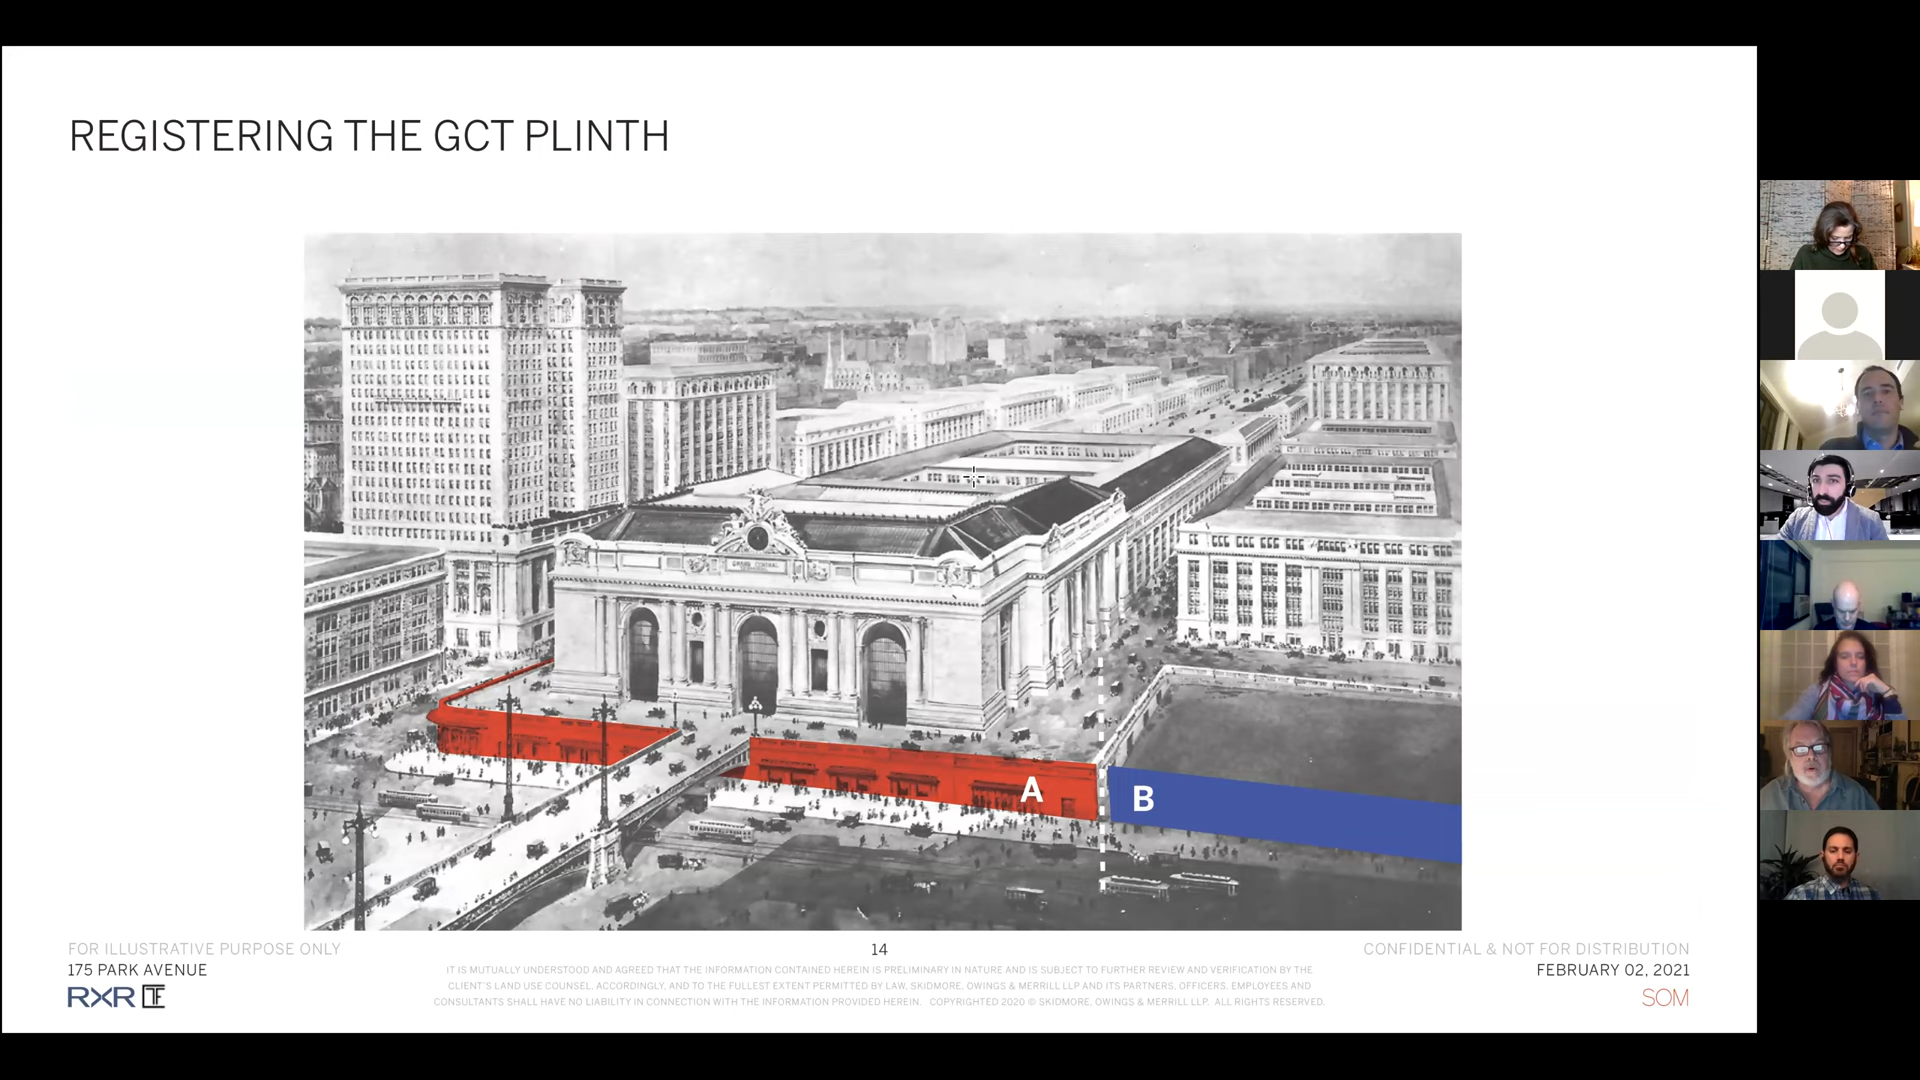 REGISTERING THE GCT PLINTH
GRAND CENTRAL
A
B
FOR ILLUSTRATIVE PURPOSE ONLY
175 PARK AVENUE
RXR TF
14
IT IS MUTUALLY UNDERSTOOD AND AGREED THAT THE INFORMATION CONTAINED HEREIN IS PRELIMINARY IN NATURE AND IS SUBJECT TO FURTHER REVIEW AND VERIFICATION BY THE
CLIENT'S LAND USE COUNSEL. ACCORDINGLY, AND TO THE FULLEST EXTENT PERMITTED BY LAW, SKIDMORE, OWINGS & MERRILL LLP AND ITS PARTNERS, OFFICERS, EMPLOYEES AND
CONSULTANTS SHALL HAVE NO LIABILITY IN CONNECTION WITH THE INFORMATION PROVIDED HEREIN. COPYRIGHTED 2020 © SKIDMORE, OWINGS & MERRILL LLP. ALL RIGHTS RESERVED.
CONFIDENTIAL & NOT FOR DISTRIBUTION
FEBRUARY 02, 2021
SOM